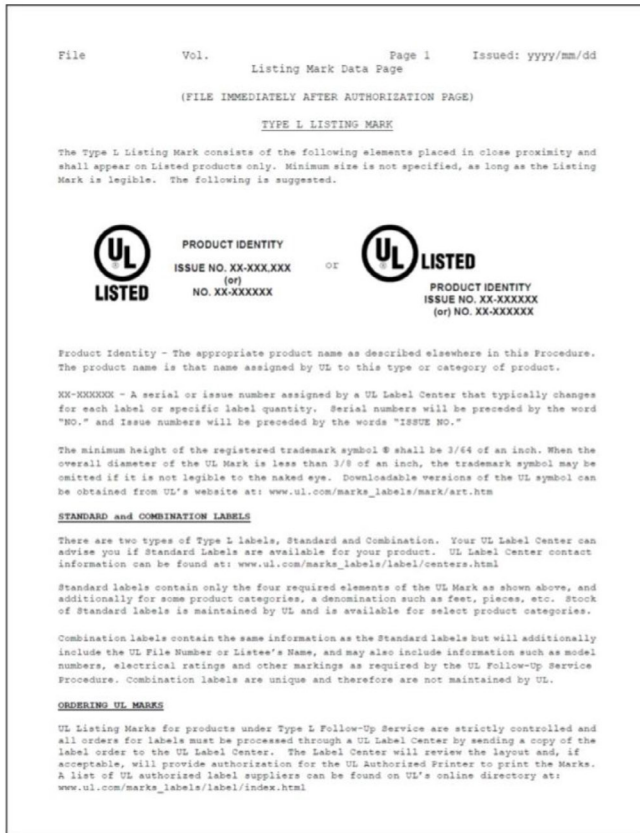 File Vol. Page 1 Issued: yyyy/mm/dd
Listing Mark Data Page
(FILE IMMEDIATELY AFTER AUTHORIZATION PAGE)
TYPE L LISTING MARK
The Type L Listing Mark consists of the following elements placed in close proximity and
shall appear on Listed products only. Minimum size is not specified, as long as the Listing
Mark is legible. The following is suggested.
UL ®
LISTED
PRODUCT IDENTITY
ISSUE NO. XX-XXX,XXX
(or)
NO. XX-XXXXXX
or
UL ® LISTED
PRODUCT IDENTITY
ISSUE NO. XX-XXXXXX
(or) NO. XX-XXXXXX
Product Identity - The appropriate product name as described elsewhere in this Procedure.
The product name is that name assigned by UL to this type or category of product.
XX-XXXXXX - A serial or issue number assigned by a UL Label Center that typically changes
for each label or specific label quantity. Serial numbers will be preceded by the word
"NO." and Issue numbers will be preceded by the words "ISSUE NO."
The minimum height of the registered trademark symbol ® shall be 3/64 of an inch. When the
overall diameter of the UL Mark is less than 3/8 of an inch, the trademark symbol may be
omitted if it is not legible to the naked eye. Downloadable versions of the UL symbol can
be obtained from UL's website at: www.ul.com/marks_labels/mark/art.htm
STANDARD and COMBINATION LABELS
There are two types of Type L labels, Standard and Combination. Your UL Label Center can
advise you if Standard Labels are available for your product. UL Label Center contact
information can be found at: www.ul.com/marks_labels/label/centers.html
Standard labels contain only the four required elements of the UL Mark as shown above, and
additionally for some product categories, a denomination such as feet, pieces, etc. Stock
of Standard labels is maintained by UL and is available for select product categories.
Combination labels contain the same information as the Standard labels but will additionally
include the UL File Number or Listee's Name, and may also include information such as model
numbers, electrical ratings and other markings as required by the UL Follow-Up Service
Procedure. Combination labels are unique and therefore are not maintained by UL.
ORDERING UL MARKS
UL Listing Marks for products under Type L Follow-Up Service are strictly controlled and
all orders for labels must be processed through a UL Label Center by sending a copy of the
label order to the UL Label Center. The Label Center will review the layout and, if
acceptable, will provide authorization for the UL Authorized Printer to print the Marks.
A list of UL authorized label suppliers can be found on UL's online directory at:
www.ul.com/marks_labels/label/index.html